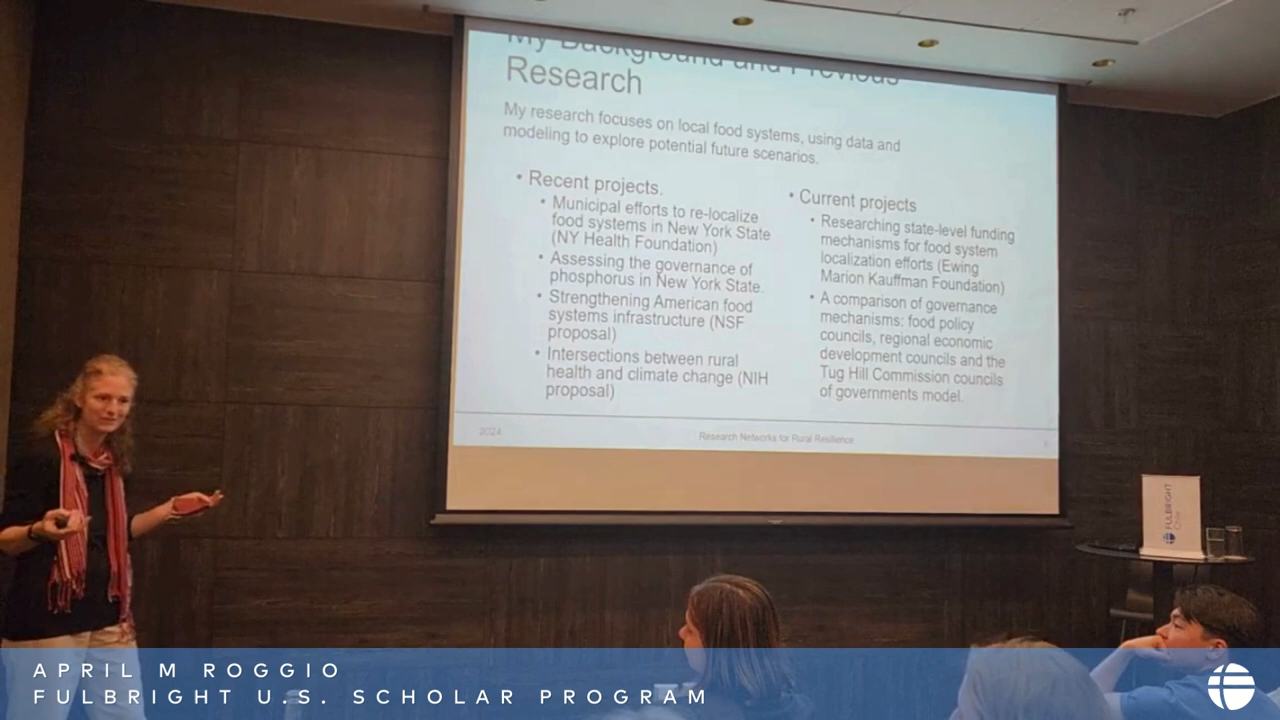 My Background and Previous
Research
My research focuses on local food systems, using data and
modeling to explore potential future scenarios.
• Recent projects.
• Municipal efforts to re-localize
food systems in New York State
(NY Health Foundation)
• Assessing the governance of
phosphorus in New York State.
• Strengthening American food
systems infrastructure (NSF
proposal)
• Intersections between rural
health and climate change (NIH
proposal)
• Current projects
• Researching state-level funding
mechanisms for food system
localization efforts (Ewing
Marion Kauffman Foundation)
• A comparison of governance
mechanisms: food policy
councils, regional economic
development councils and the
Tug Hill Commission councils
of governments model.
2024
Research Networks for Rural Resilience
FULBRIGHT
Chile
APRIL M ROGGIO
FULBRIGHT U.S. SCHOLAR PROGRAM